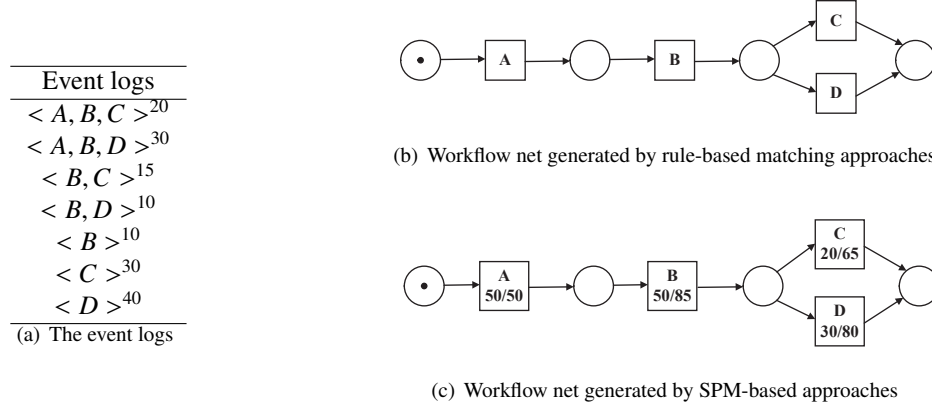 Event logs
< A, B, C >20
< A, B, D >30
< B, C >15
< B, D >10
< B >10
< C >30
< D >40
(a) The event logs
A
B
C
D
(b) Workflow net generated by rule-based matching approaches
A
50/50
B
50/85
C
20/65
D
30/80
(c) Workflow net generated by SPM-based approaches